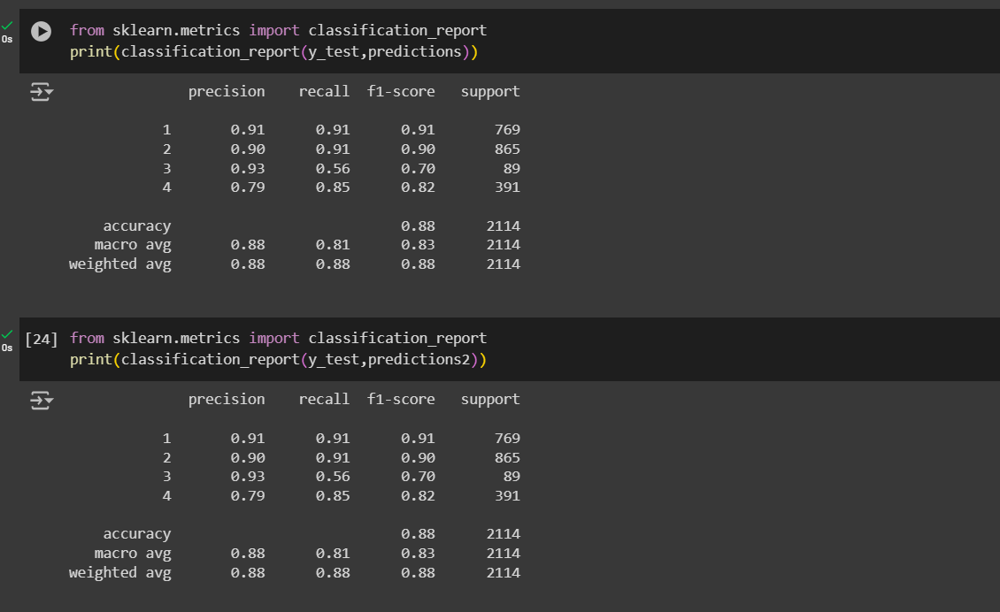 0s
from sklearn.metrics import classification_report
print(classification_report(y_test,predictions))
precision recall f1-score support
1 0.91 0.91 0.91 769
2 0.90 0.91 0.90 865
3 0.93 0.56 0.70 89
4 0.79 0.85 0.82 391
accuracy 0.88 2114
macro avg 0.88 0.81 0.83 2114
weighted avg 0.88 0.88 0.88 2114
0s
[24] from sklearn.metrics import classification_report
print(classification_report(y_test,predictions2))
precision recall f1-score support
1 0.91 0.91 0.91 769
2 0.90 0.91 0.90 865
3 0.93 0.56 0.70 89
4 0.79 0.85 0.82 391
accuracy 0.88 2114
macro avg 0.88 0.81 0.83 2114
weighted avg 0.88 0.88 0.88 2114